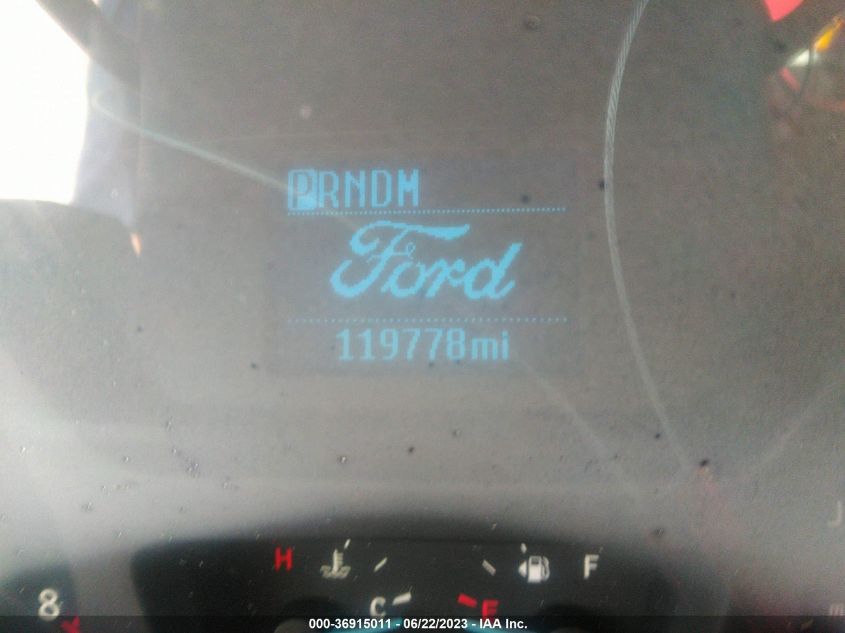 PRNDM
Ford
119778mi
H
F
8
C
E
000-36915011 - 06/22/2023 - IAA Inc.